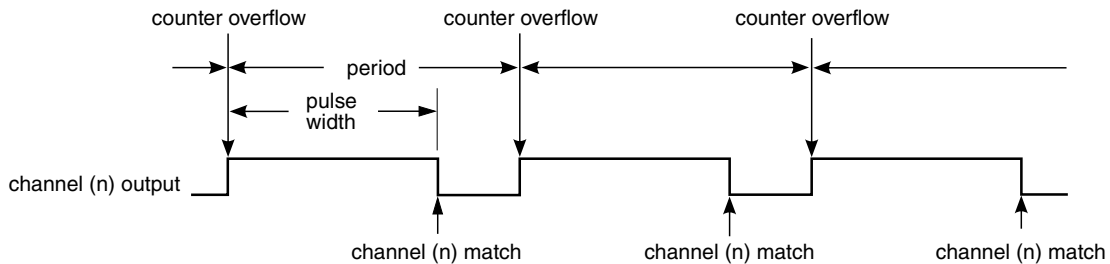 counter overflow
counter overflow
counter overflow
period
pulse
width
channel (n) output
channel (n) match
channel (n) match
channel (n) match